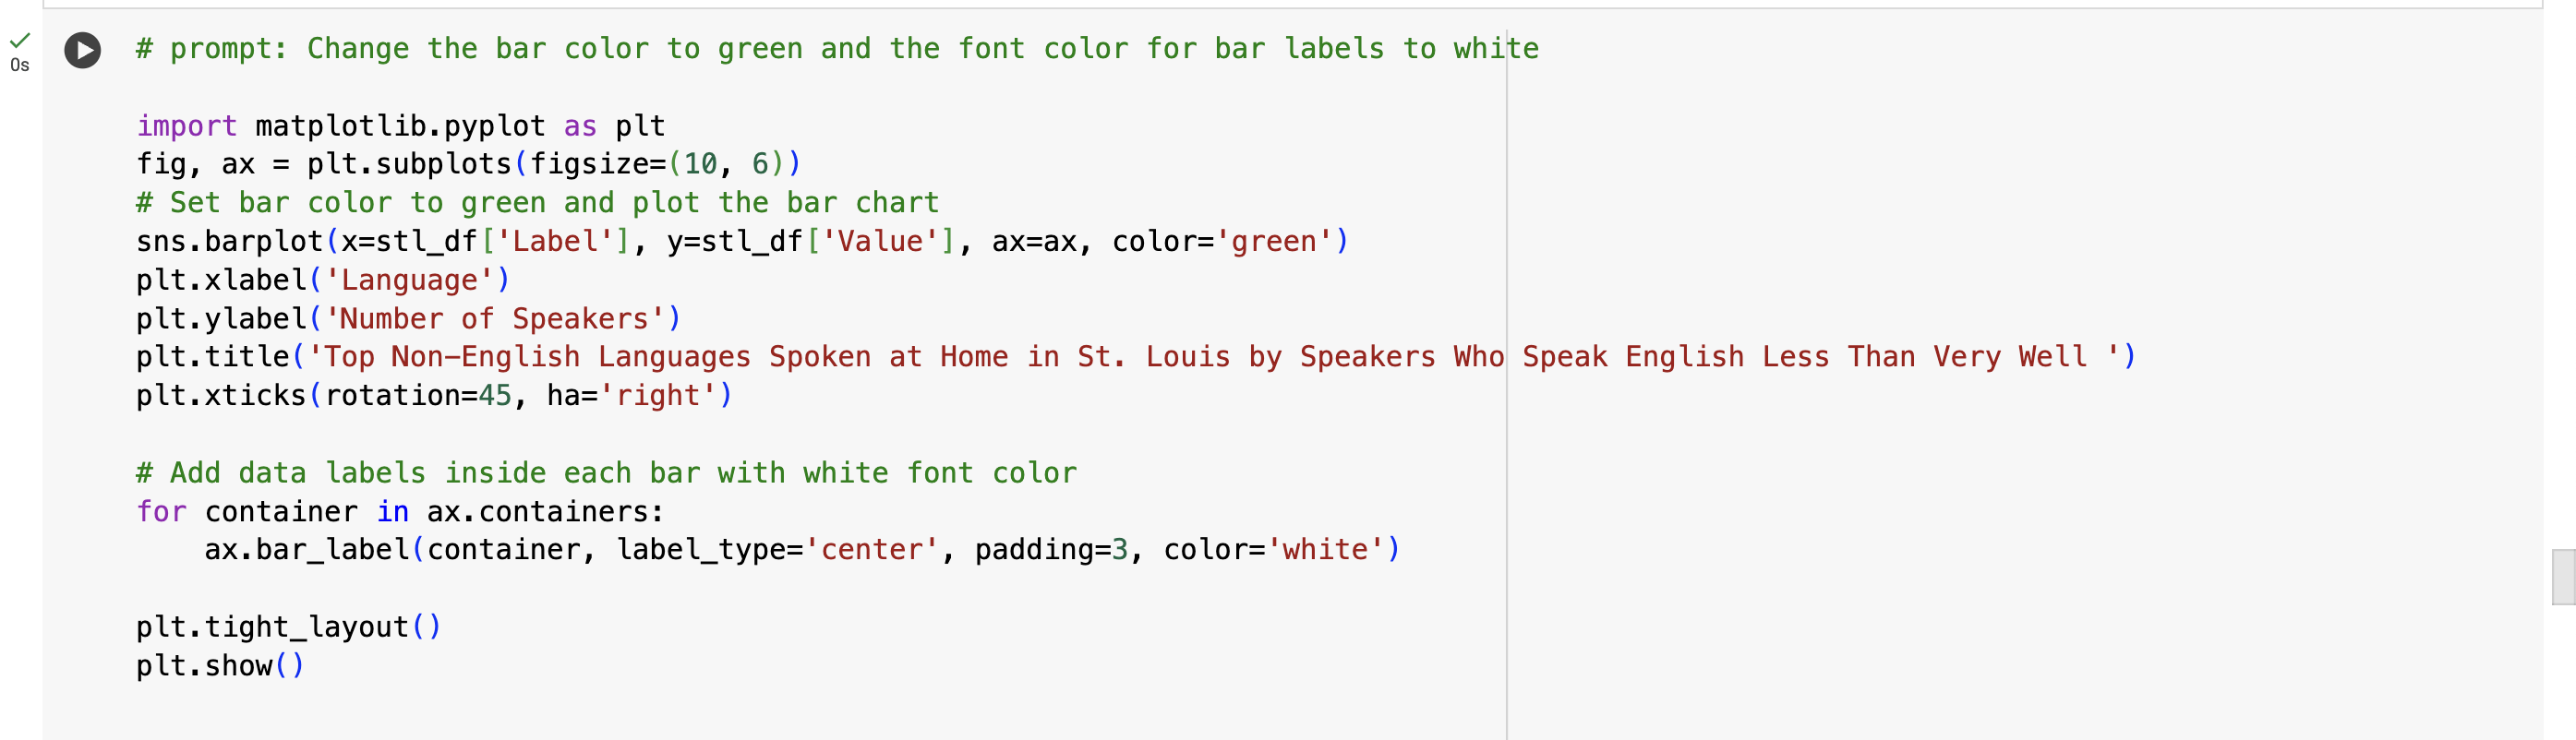 # prompt: Change the bar color to green and the font color for bar labels to white
0s
import matplotlib.pyplot as plt
fig, ax = plt.subplots(figsize=(10, 6))
# Set bar color to green and plot the bar chart
sns.barplot(x=stl_df['Label'], y=stl_df['Value'], ax=ax, color='green')
plt.xlabel('Language')
plt.ylabel('Number of Speakers')
plt.title('Top Non-English Languages Spoken at Home in St. Louis by Speakers Who Speak English Less Than Very Well ')
plt.xticks(rotation=45, ha='right')
# Add data labels inside each bar with white font color
for container in ax.containers:
    ax.bar_label(container, label_type='center', padding=3, color='white')
plt.tight_layout()
plt.show()